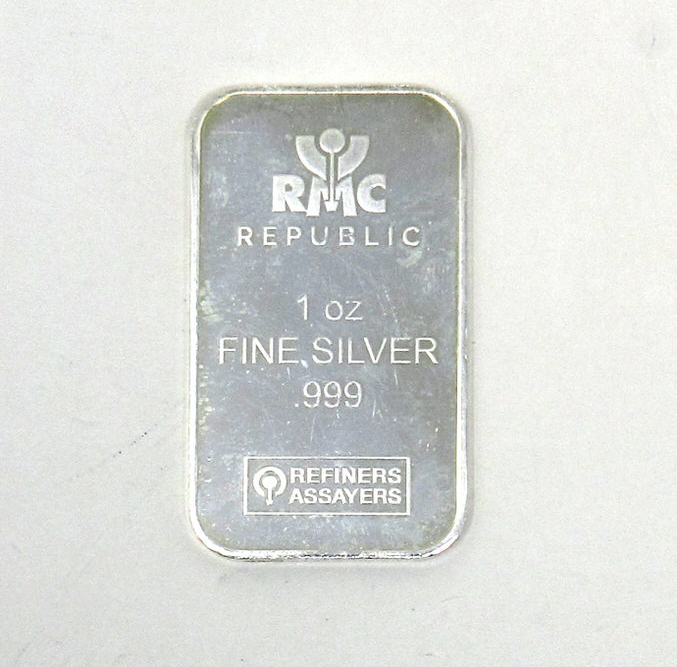 RMC
REPUBLIC
1 oz
FINE SILVER
.999
REFINERS
ASSAYERS